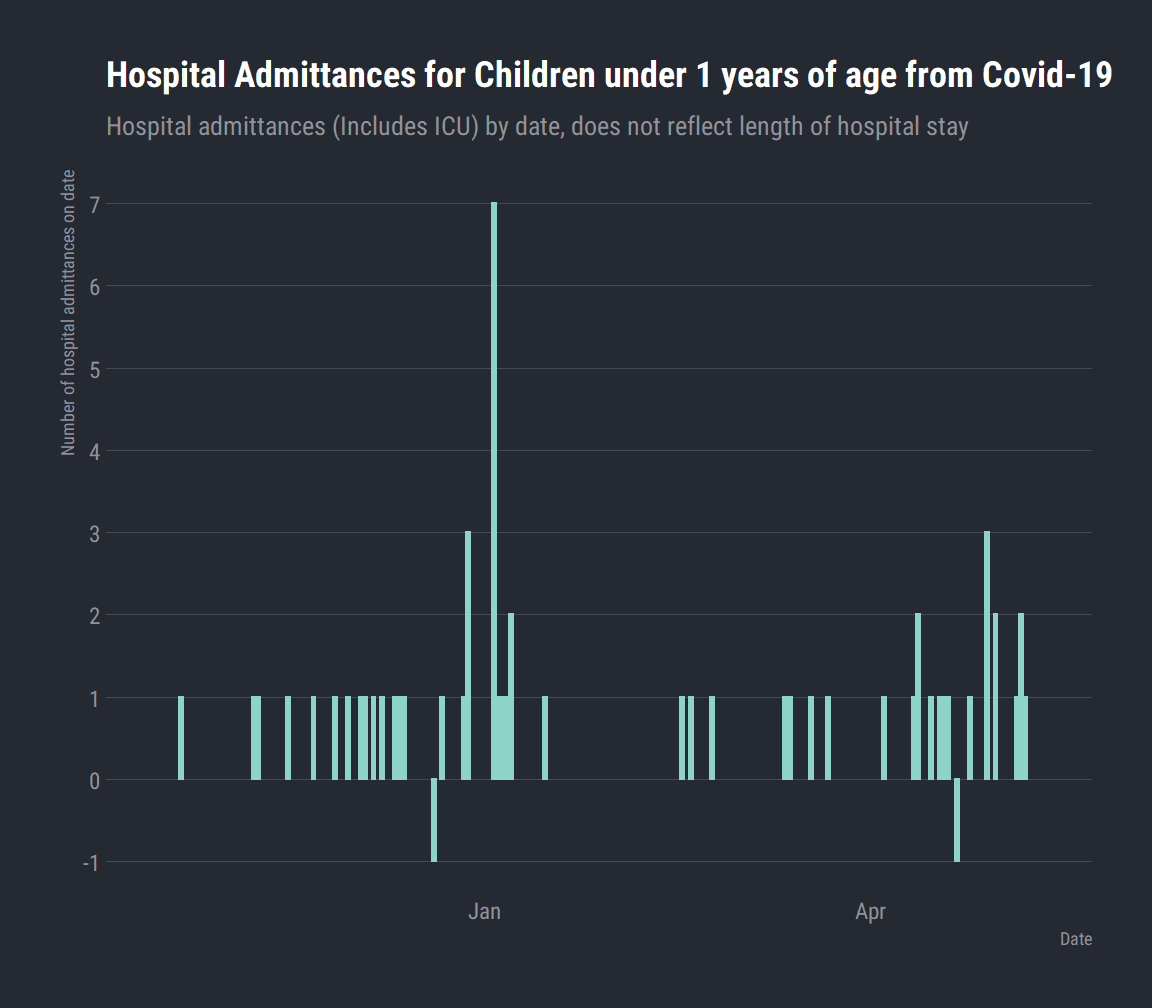 Hospital Admittances for Children under 1 years of age from Covid-19
Hospital admittances (Includes ICU) by date, does not reflect length of hospital stay
Number of hospital admittances on date
7
6
5
4
3
2
1
0
-1
Jan
Apr
Date